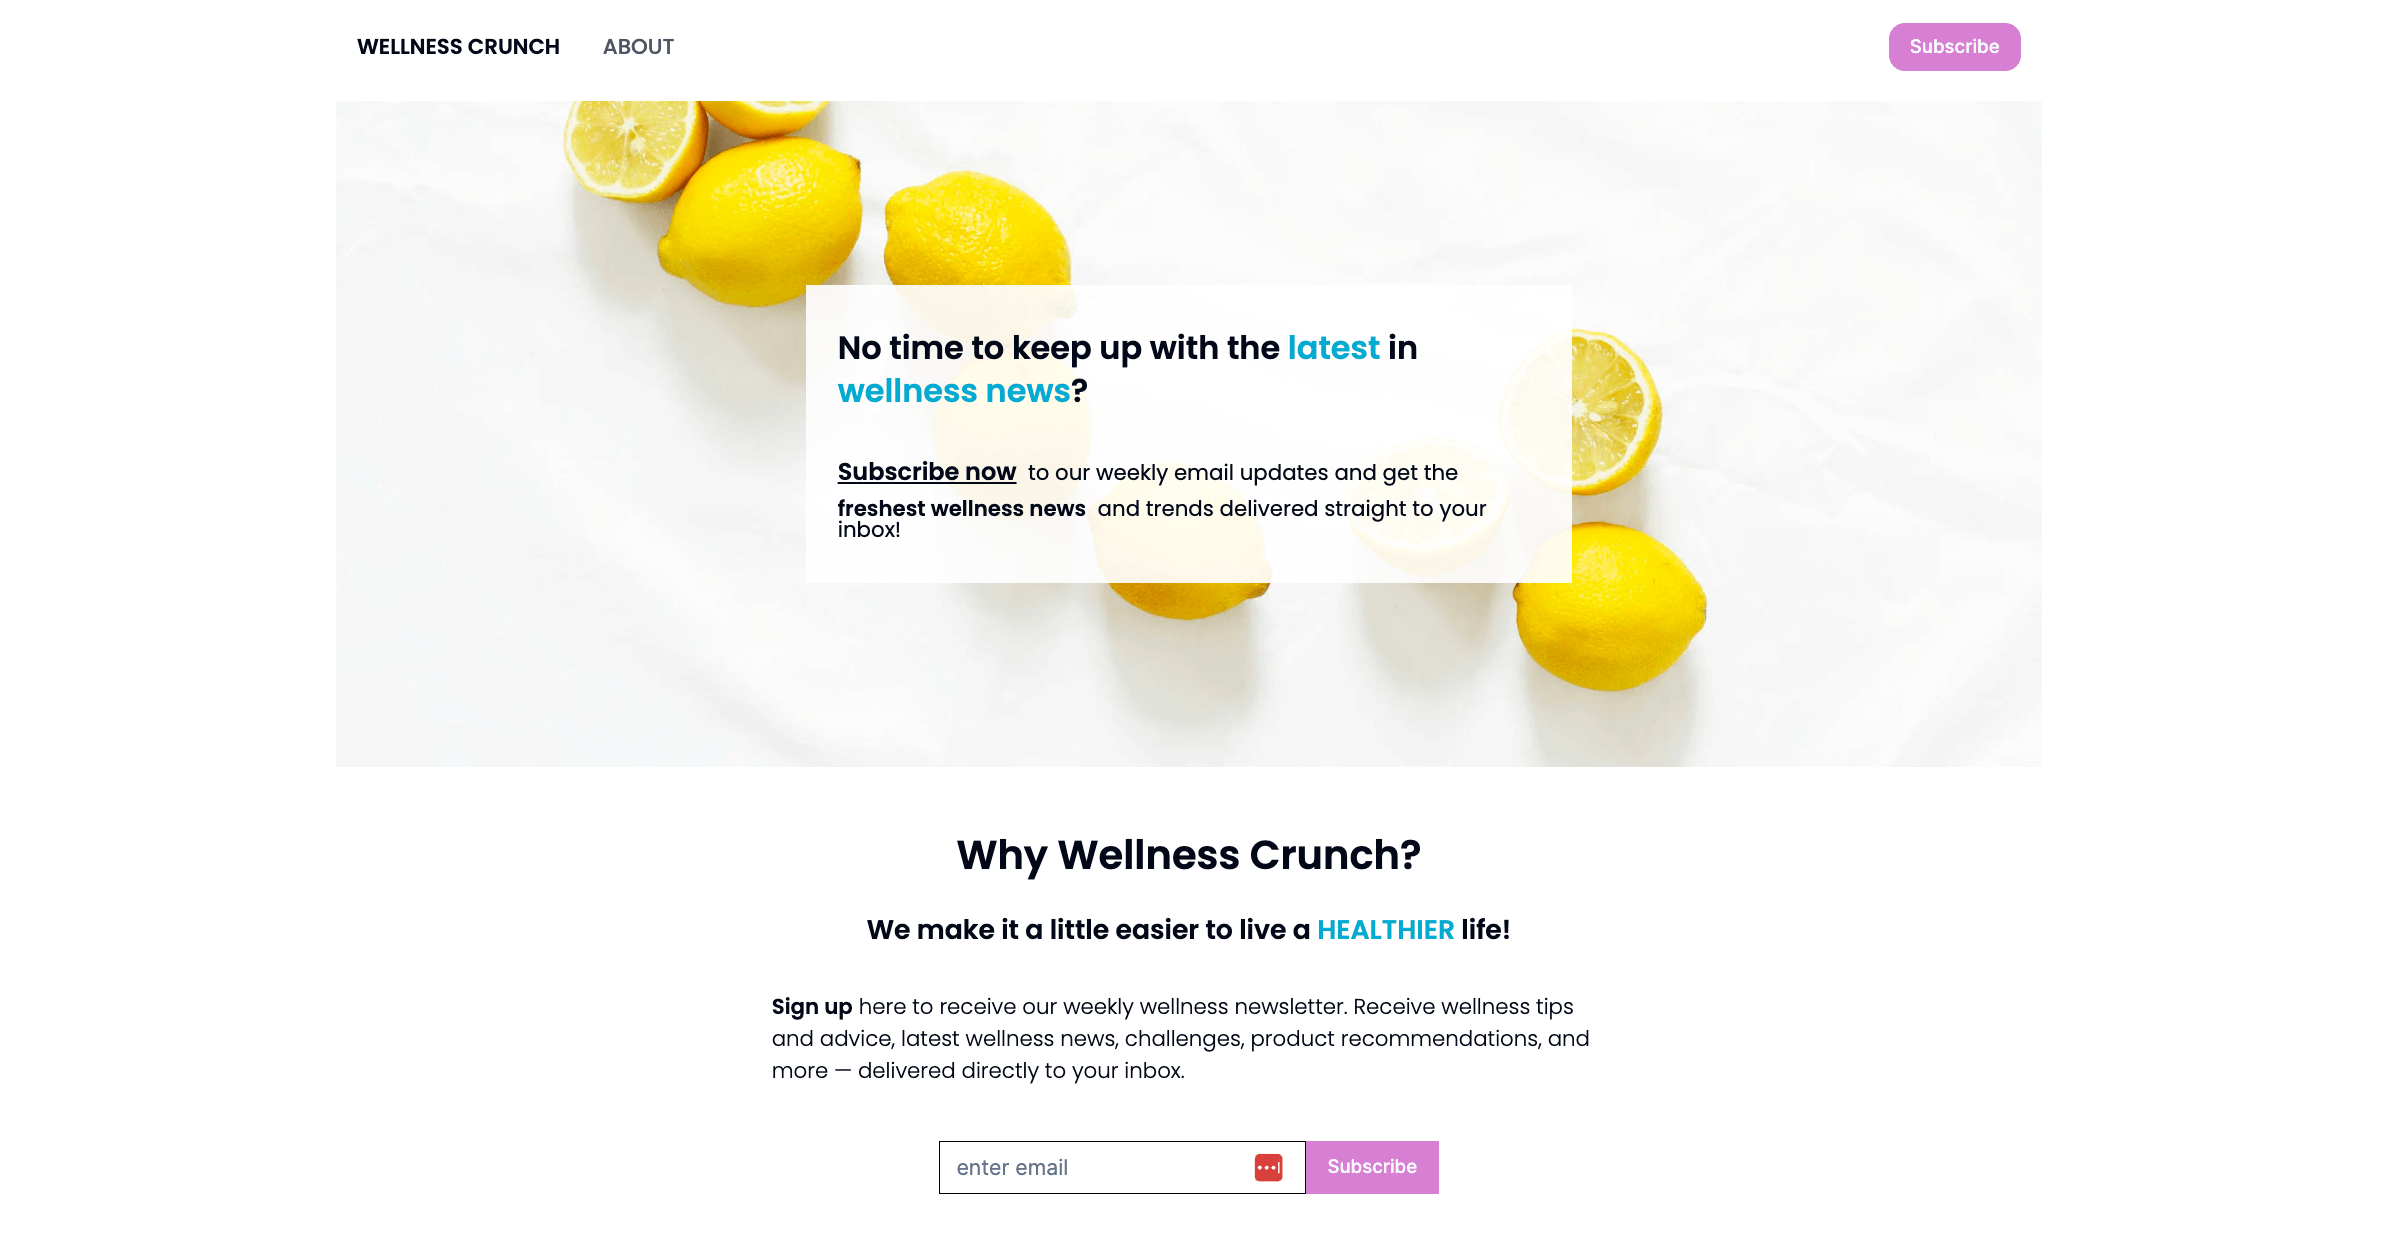 WELLNESS CRUNCH ABOUT Subscribe
No time to keep up with the latest in
wellness news?
Subscribe now to our weekly email updates and get the
freshest wellness news and trends delivered straight to your
inbox!
Why Wellness Crunch?
We make it a little easier to live a HEALTHIER life!
Sign up here to receive our weekly wellness newsletter. Receive wellness tips
and advice, latest wellness news, challenges, product recommendations, and
more — delivered directly to your inbox.
enter email Subscribe